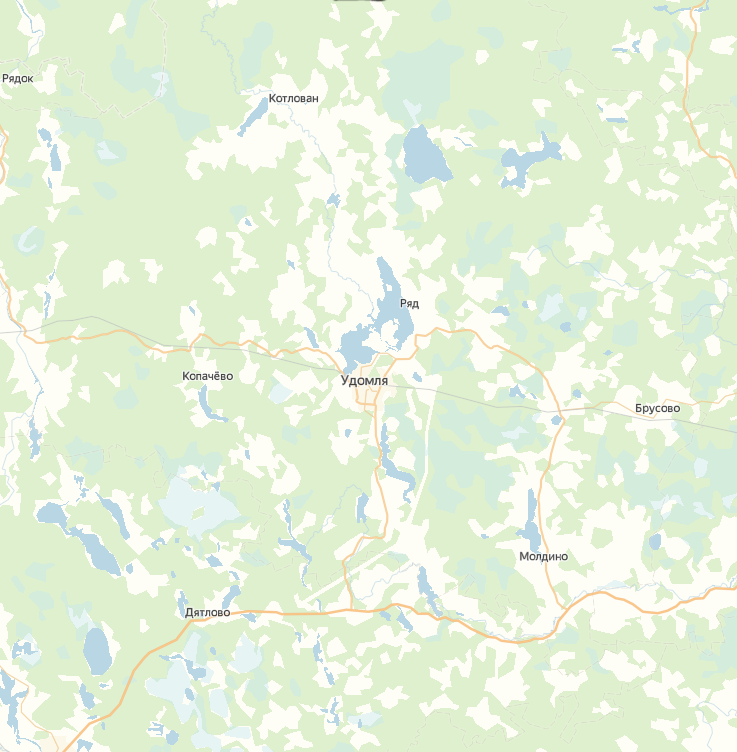 Рядок
Котлован
Ряд
Копачёво
Удомля
Брусово
Молдино
Дятлово